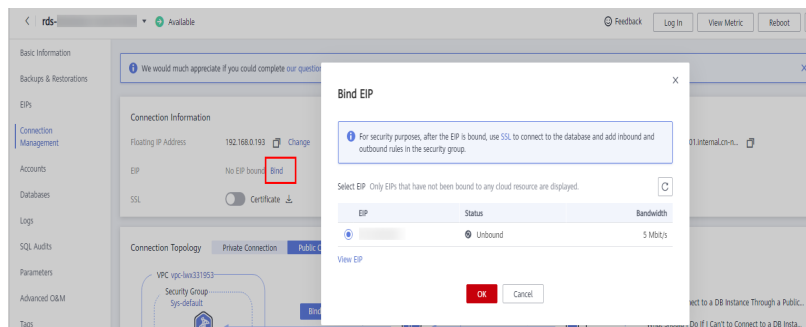 rds-
Available
Feedback
Log In
View Metric
Reboot
Basic Information
Backups & Restorations
EIPs
Connection
Management
Accounts
Databases
Logs
SQL Audits
Parameters
Advanced O&M
Tags
We would much appreciate if you could complete our question
Connection Information
Floating IP Address
192.168.0.193
Change
01.internal.cn-n...
EIP
No EIP bound
Bind
SSL
Certificate
Connection Topology
Private Connection
Public C
VPC vpc-lwx331953
Security Group
Sys-default
Bind
Bind EIP
For security purposes, after the EIP is bound, use SSL to connect to the database and add inbound and
outbound rules in the security group.
Select EIP Only EIPs that have not been bound to any cloud resource are displayed.
EIP
Status
Bandwidth
Unbound
5 Mbit/s
View EIP
OK
Cancel
nect to a DB Instance Through a Public...
Do If I Can't to Connect to a DB Insta...